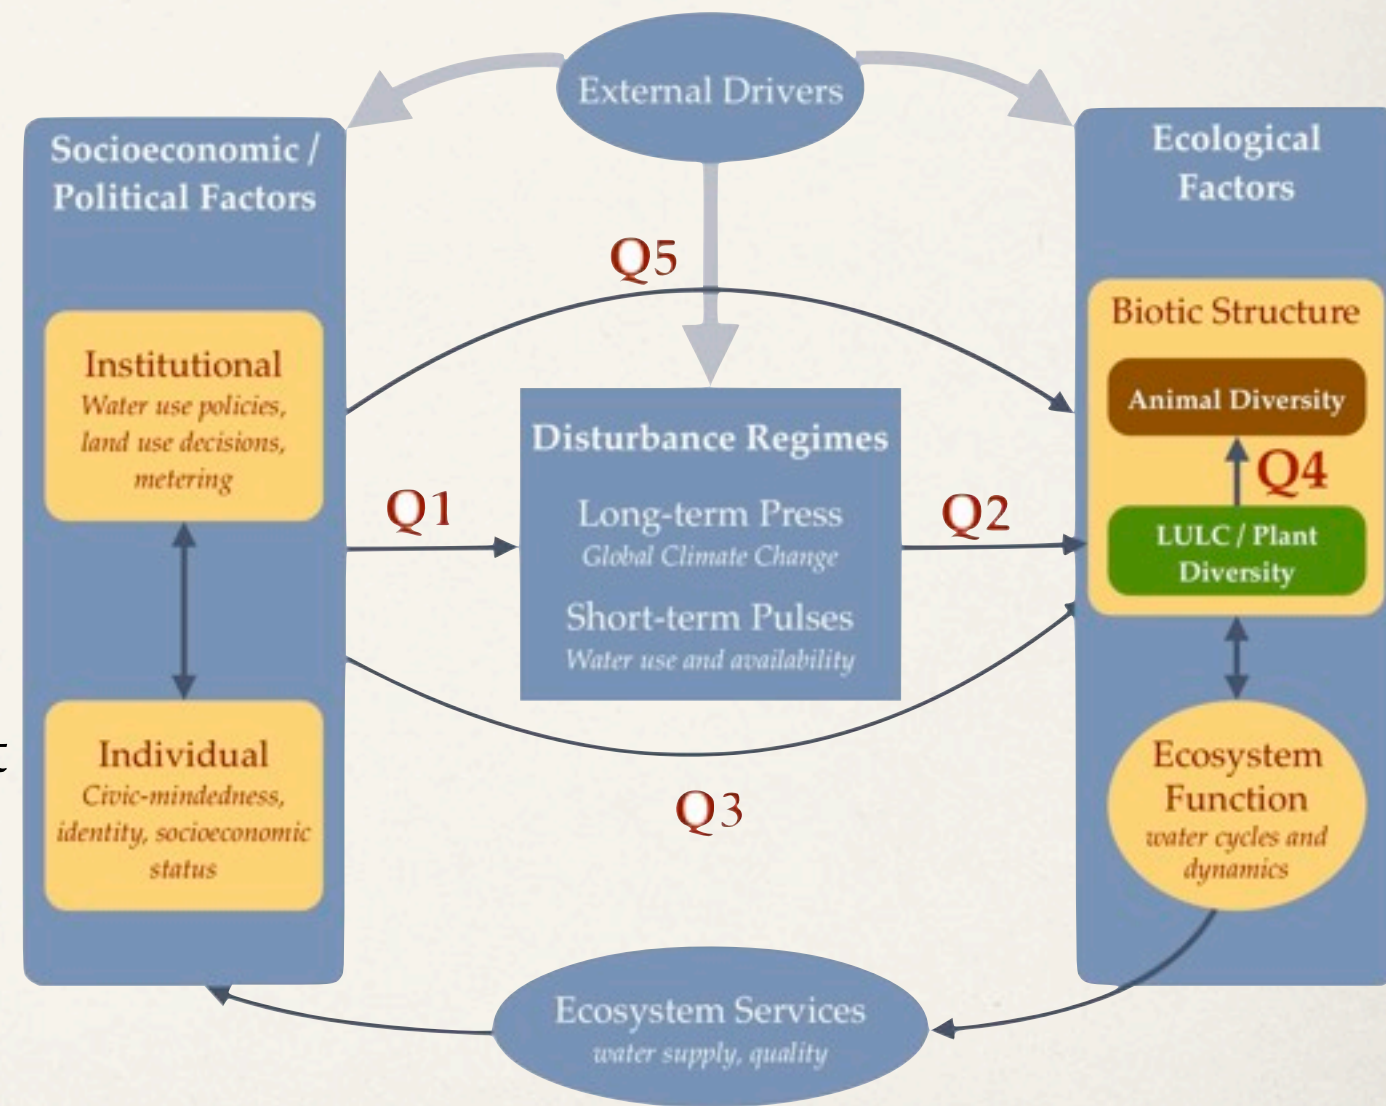 External Drivers
Socioeconomic /
Political Factors
Institutional
Water use policies,
land use decisions,
metering
Individual
Civic-mindedness,
identity, socioeconomic
status
Q5
Q1
Disturbance Regimes
Long-term Press
Global Climate Change
Short-term Pulses
Water use and availability
Q2
Q3
Ecological
Factors
Biotic Structure
Animal Diversity
Q4
LULC / Plant
Diversity
Ecosystem
Function
water cycles and
dynamics
Ecosystem Services
water supply, quality
t